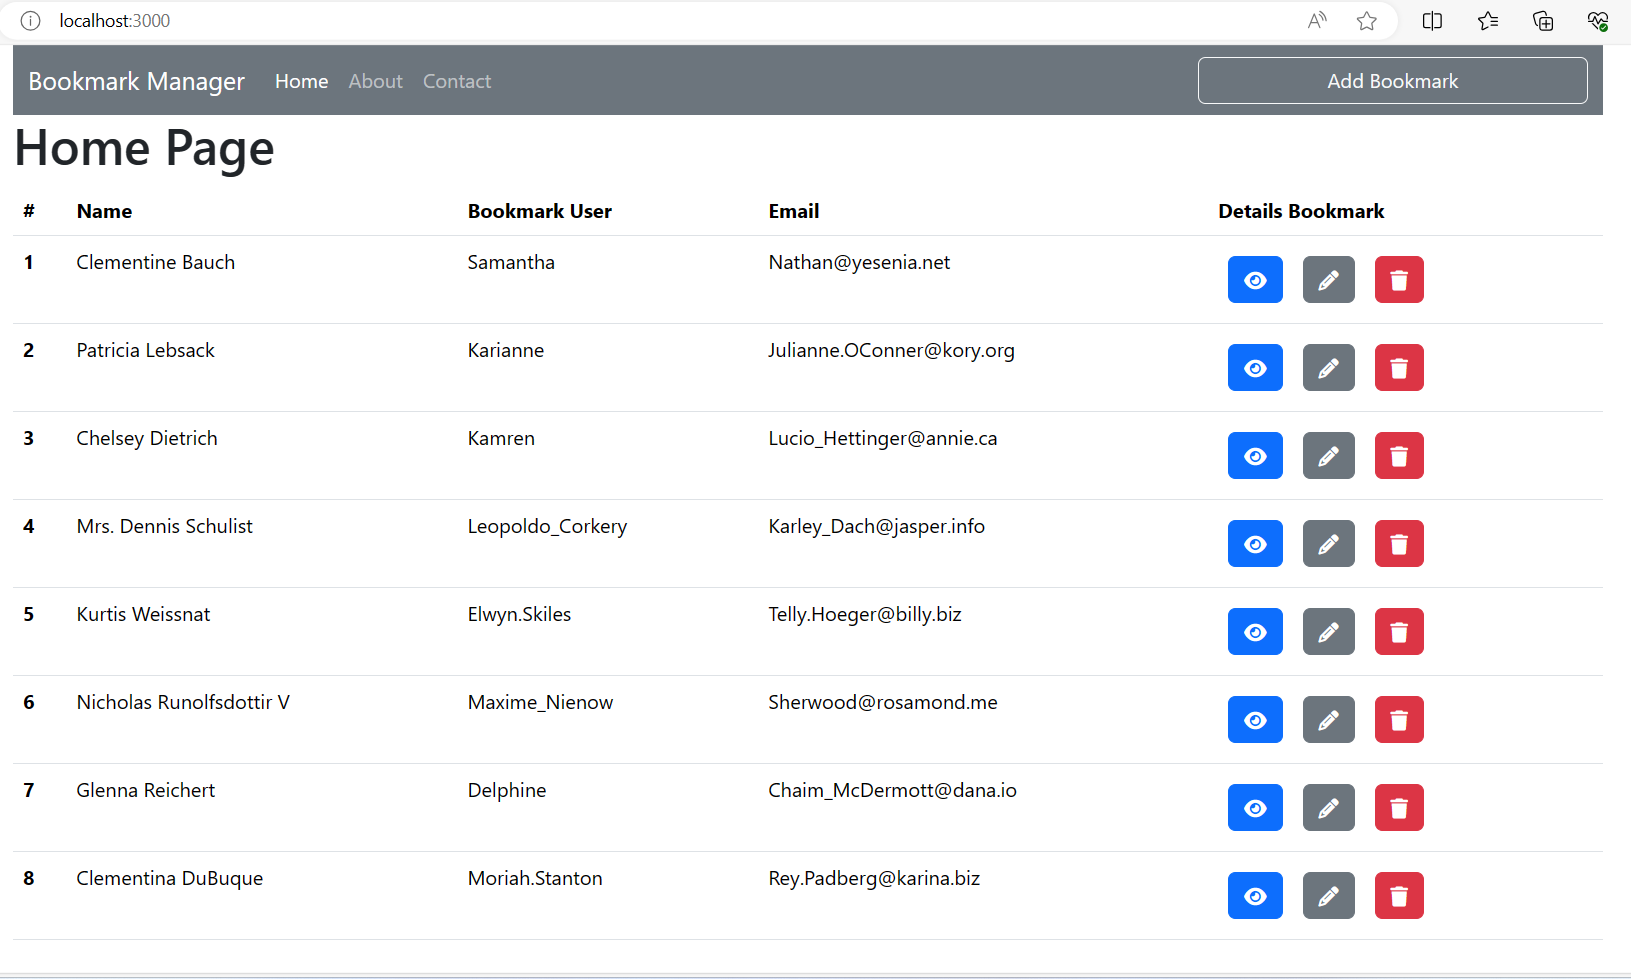 localhost:3000
Bookmark Manager Home About Contact Add Bookmark
Home Page
# Name Bookmark User Email Details Bookmark
1 Clementine Bauch Samantha Nathan@yesenia.net
2 Patricia Lebsack Karianne Julianne.OConner@kory.org
3 Chelsey Dietrich Kamren Lucio_Hettinger@annie.ca
4 Mrs. Dennis Schulist Leopoldo_Corkery Karley_Dach@jasper.info
5 Kurtis Weissnat Elwyn.Skiles Telly.Hoeger@billy.biz
6 Nicholas Runolfsdottir V Maxime_Nienow Sherwood@rosamond.me
7 Glenna Reichert Delphine Chaim_McDermott@dana.io
8 Clementina DuBuque Moriah.Stanton Rey.Padberg@karina.biz